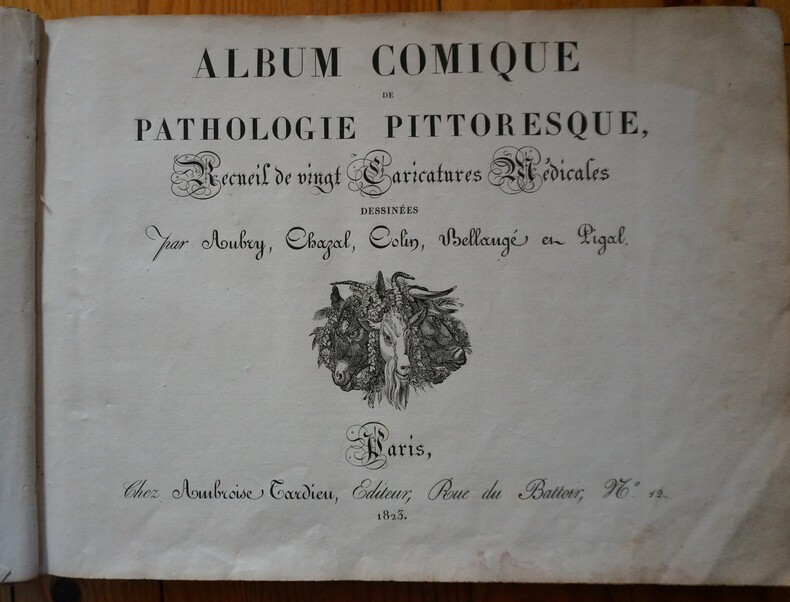 ALBUM COMIQUE
DE
PATHOLOGIE PITTORESQUE,
Recueil de vingt Caricatures Médicales
DESSINÉES
par Aubry, Chazal, Colin, Bellangé et Pigal.
Paris,
Chez Ambroise Tardieu, Editeur, Rue du Battoir, N.° 12.
1823.